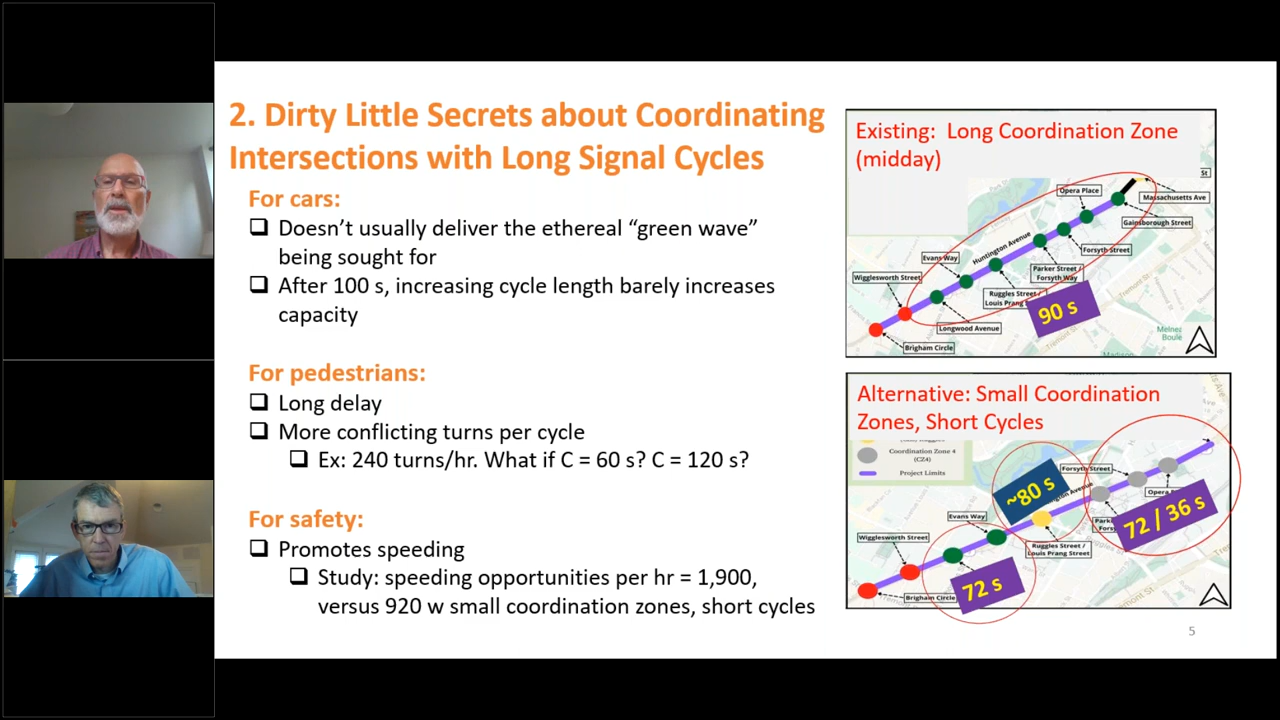 2. Dirty Little Secrets about Coordinating
Intersections with Long Signal Cycles
For cars:
Doesn’t usually deliver the ethereal “green wave”
being sought for
After 100 s, increasing cycle length barely increases
capacity
For pedestrians:
Long delay
More conflicting turns per cycle
Ex: 240 turns/hr. What if C = 60 s? C = 120 s?
For safety:
Promotes speeding
Study: speeding opportunities per hr = 1,900,
versus 920 w small coordination zones, short cycles
Existing: Long Coordination Zone
(midday)
St
Opera Place
Massachusetts Ave
Gainsborough Street
Huntington Avenue
Forsyth Street
Evans Way
Parker Street /
Forsyth Way
Wigglesworth Street
Ruggles Street /
Louis Prang
90 s
Longwood Avenue
Brigham Circle
Alternative: Small Coordination
Zones, Short Cycles
Coordination Zone 4
(CZ4)
Project Limits
Forsyth Street
~80 s
Avenue
Opera
72 / 36 s
Evans Way
Wigglesworth Street
Ruggles Street /
Louis Prang Street
72 s
Brigham Circle
5